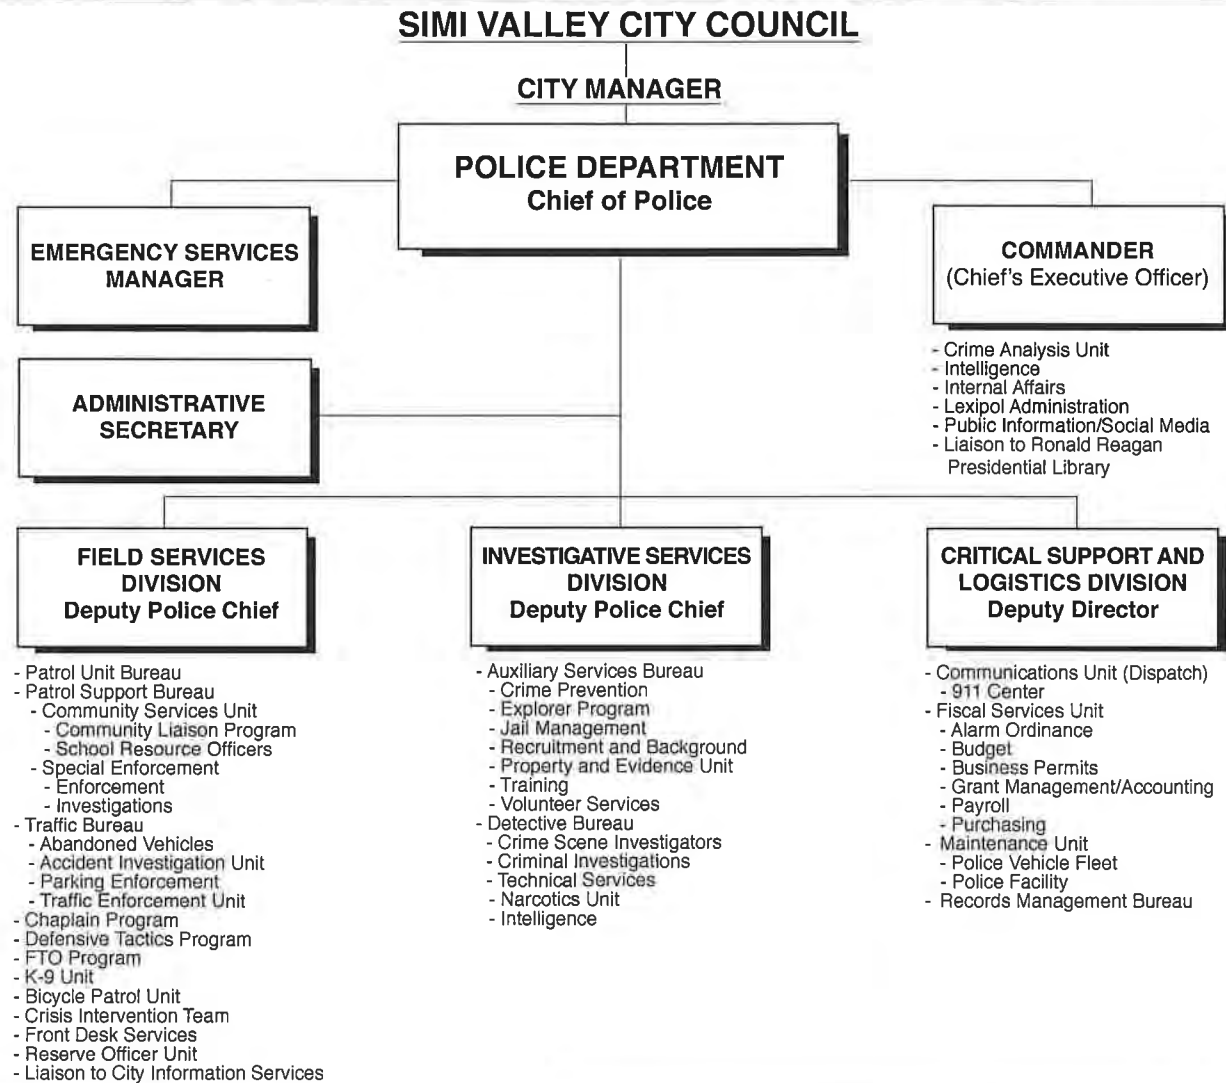 SIMI VALLEY CITY COUNCIL
CITY MANAGER
POLICE DEPARTMENT
Chief of Police
EMERGENCY SERVICES
MANAGER
COMMANDER
(Chief's Executive Officer)
- Crime Analysis Unit
- Intelligence
- Internal Affairs
- Lexipol Administration
- Public Information/Social Media
- Liaison to Ronald Reagan
Presidential Library
ADMINISTRATIVE
SECRETARY
FIELD SERVICES
DIVISION
Deputy Police Chief
- Patrol Unit Bureau
- Patrol Support Bureau
- Community Services Unit
- Community Liaison Program
- School Resource Officers
- Special Enforcement
- Enforcement
- Investigations
- Traffic Bureau
- Abandoned Vehicles
- Accident Investigation Unit
- Parking Enforcement
- Traffic Enforcement Unit
- Chaplain Program
- Defensive Tactics Program
- FTO Program
- K-9 Unit
- Bicycle Patrol Unit
- Crisis Intervention Team
- Front Desk Services
- Reserve Officer Unit
- Liaison to City Information Services
INVESTIGATIVE SERVICES
DIVISION
Deputy Police Chief
- Auxiliary Services Bureau
- Crime Prevention
- Explorer Program
- Jail Management
- Recruitment and Background
- Property and Evidence Unit
- Training
- Volunteer Services
- Detective Bureau
- Crime Scene Investigators
- Criminal Investigations
- Technical Services
- Narcotics Unit
- Intelligence
CRITICAL SUPPORT AND
LOGISTICS DIVISION
Deputy Director
- Communications Unit (Dispatch)
- 911 Center
- Fiscal Services Unit
- Alarm Ordinance
- Budget
- Business Permits
- Grant Management/Accounting
- Payroll
- Purchasing
- Maintenance Unit
- Police Vehicle Fleet
- Police Facility
- Records Management Bureau